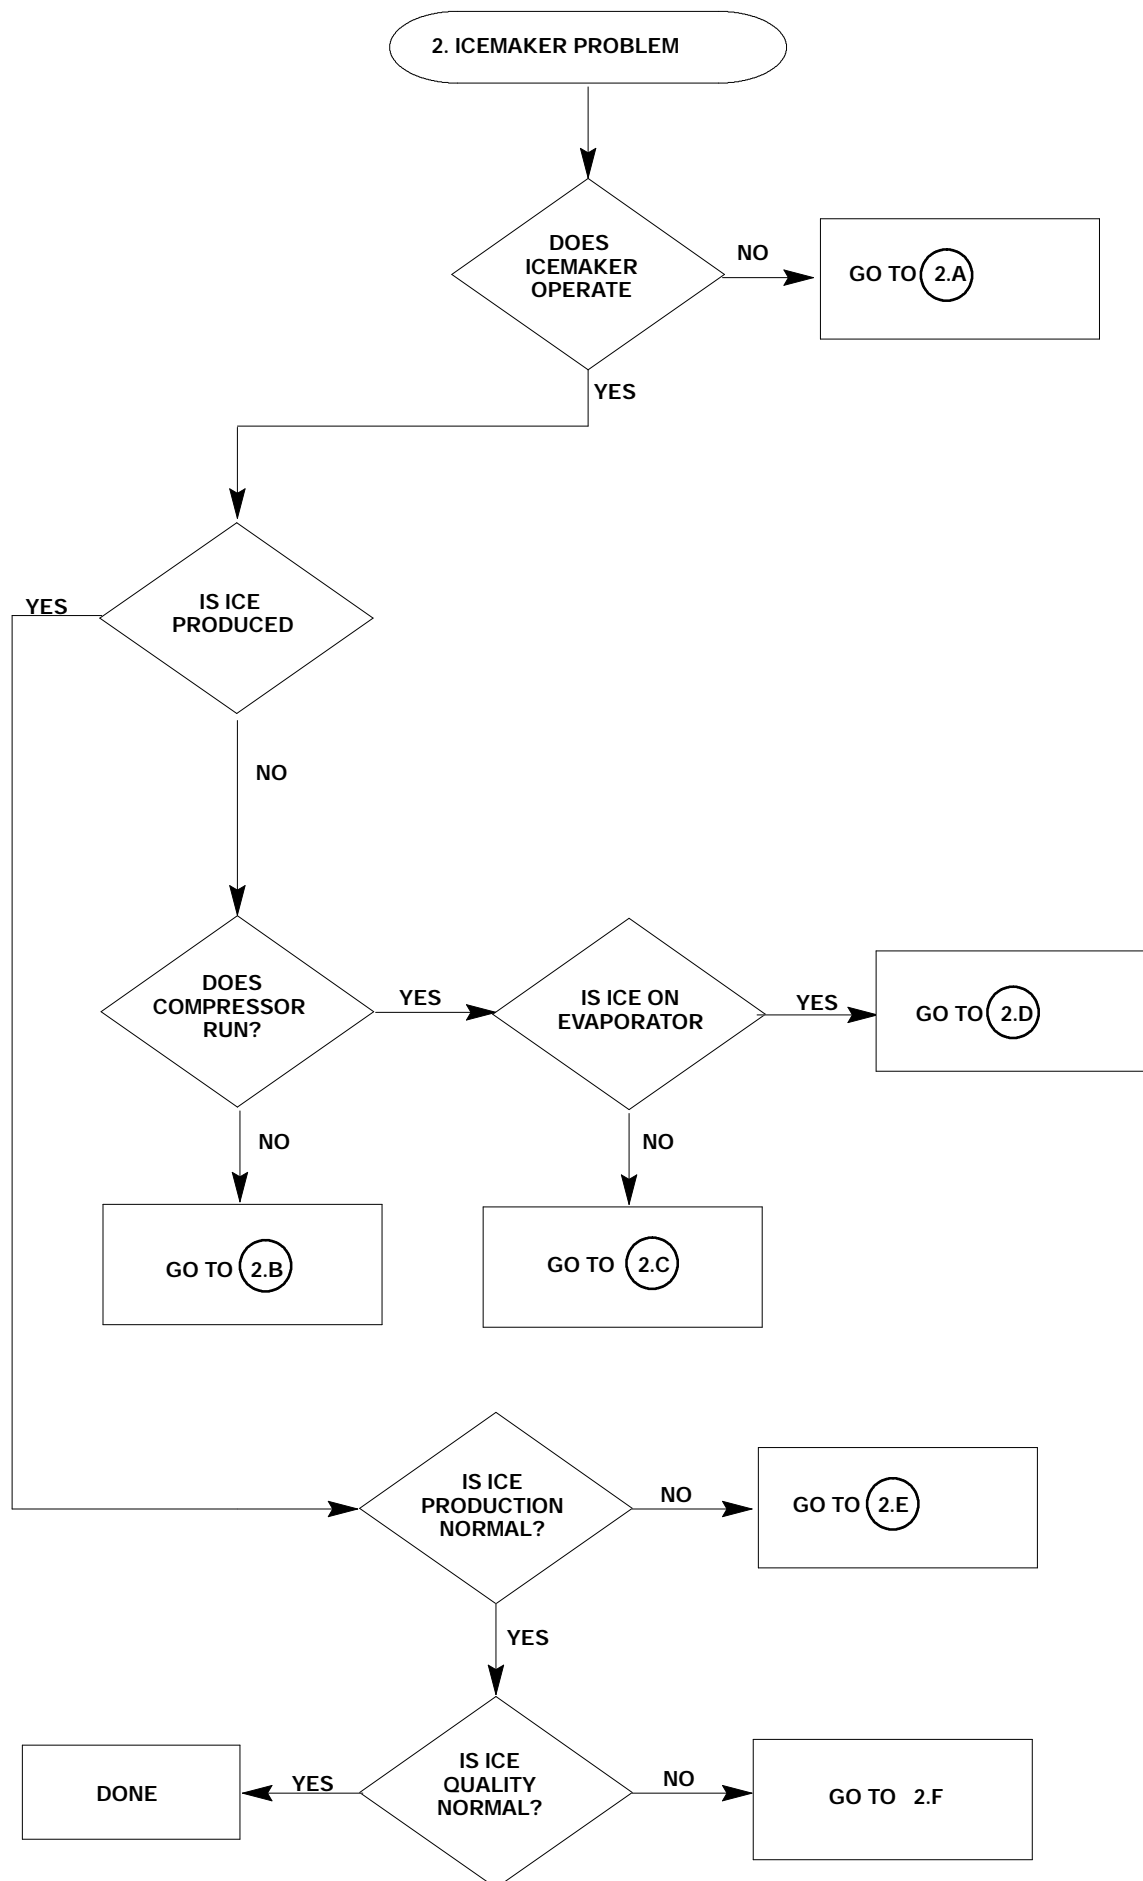 2. ICEMAKER PROBLEM
DOES
ICEMAKER
OPERATE
NO
GO TO 2.A
YES
IS ICE
PRODUCED
YES
NO
DOES
COMPRESSOR
RUN?
YES
IS ICE ON
EVAPORATOR
YES
GO TO 2.D
NO
NO
GO TO 2.B
GO TO 2.C
IS ICE
PRODUCTION
NORMAL?
NO
GO TO 2.E
YES
IS ICE
QUALITY
NORMAL?
YES
DONE
NO
GO TO 2.F